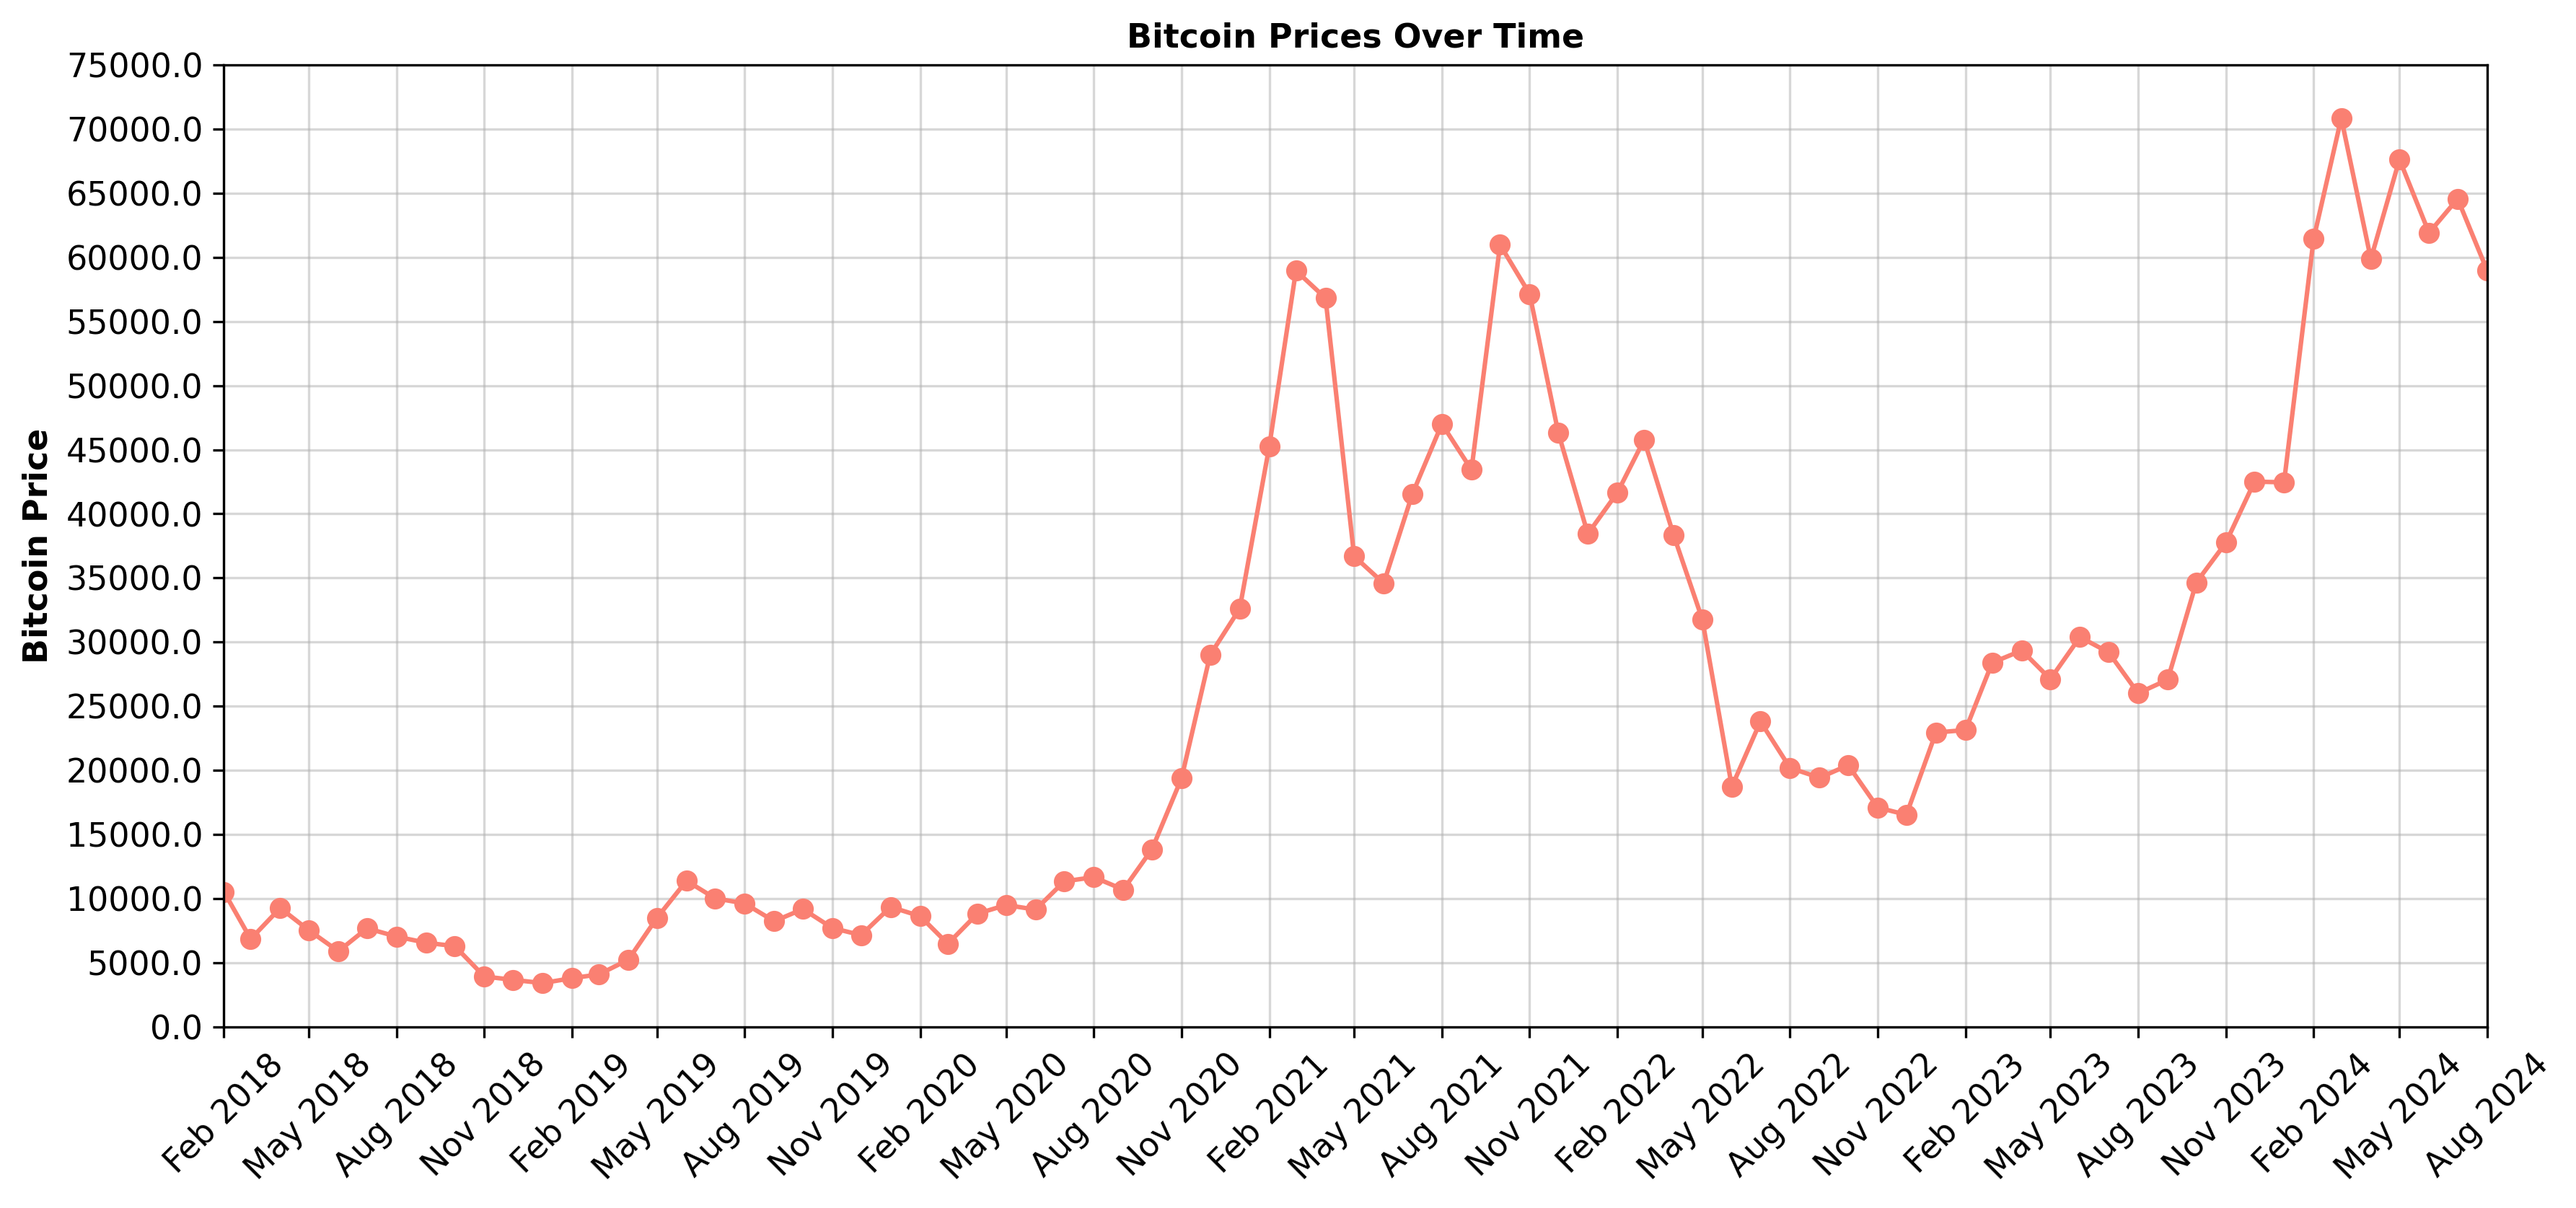 Bitcoin Prices Over Time
Bitcoin Price
75000.0
70000.0
65000.0
60000.0
55000.0
50000.0
45000.0
40000.0
35000.0
30000.0
25000.0
20000.0
15000.0
10000.0
5000.0
0.0
Feb 2018
May 2018
Aug 2018
Nov 2018
Feb 2019
May 2019
Aug 2019
Nov 2019
Feb 2020
May 2020
Aug 2020
Nov 2020
Feb 2021
May 2021
Aug 2021
Nov 2021
Feb 2022
May 2022
Aug 2022
Nov 2022
Feb 2023
May 2023
Aug 2023
Nov 2023
Feb 2024
May 2024
Aug 2024